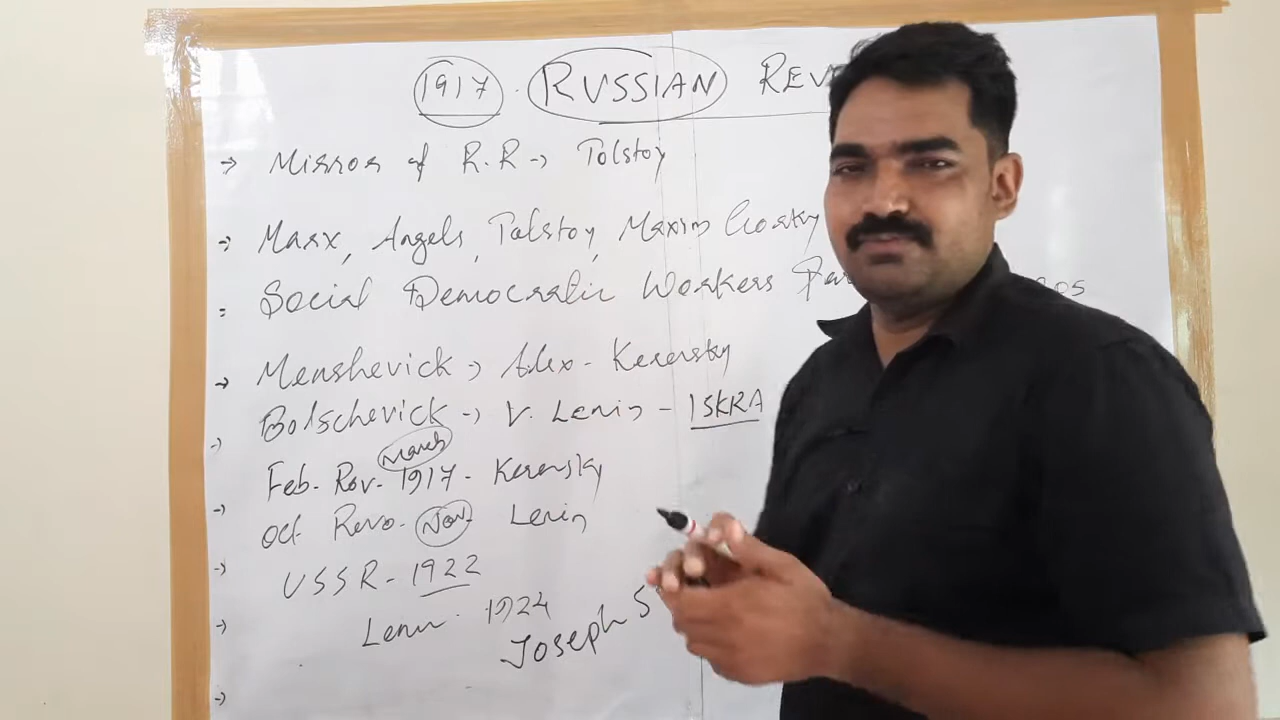 1917. RUSSIAN REV
→ Mirror of R.R → Tolstoy
→ Marx, Angels, Tolstoy, Maxim Gorky
Social Democratic Workers Par
→ Menshevick → Alex - Kerensky
→ Bolschevick → V. Lenin - ISKRA
March
→ Feb. Rev. 1917 - Kerensky
Oct Revo. Nov. Lenin
→ USSR - 1922
→ Lenin. 1924
Joseph S
→